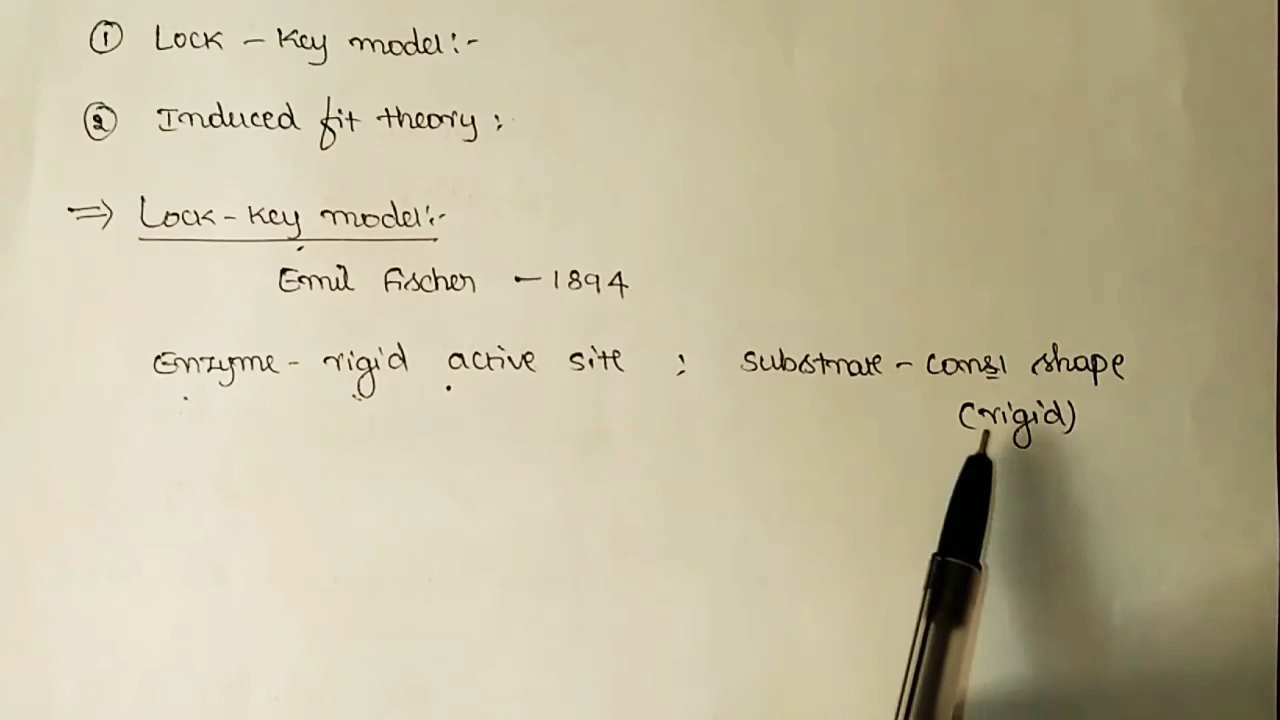 ① Lock - Key model:-
② Induced fit theory:
⇒ Lock - Key model:-
Emil Fischer - 1894
Enzyme - rigid active site ; substrate - consl shape
(rigid)